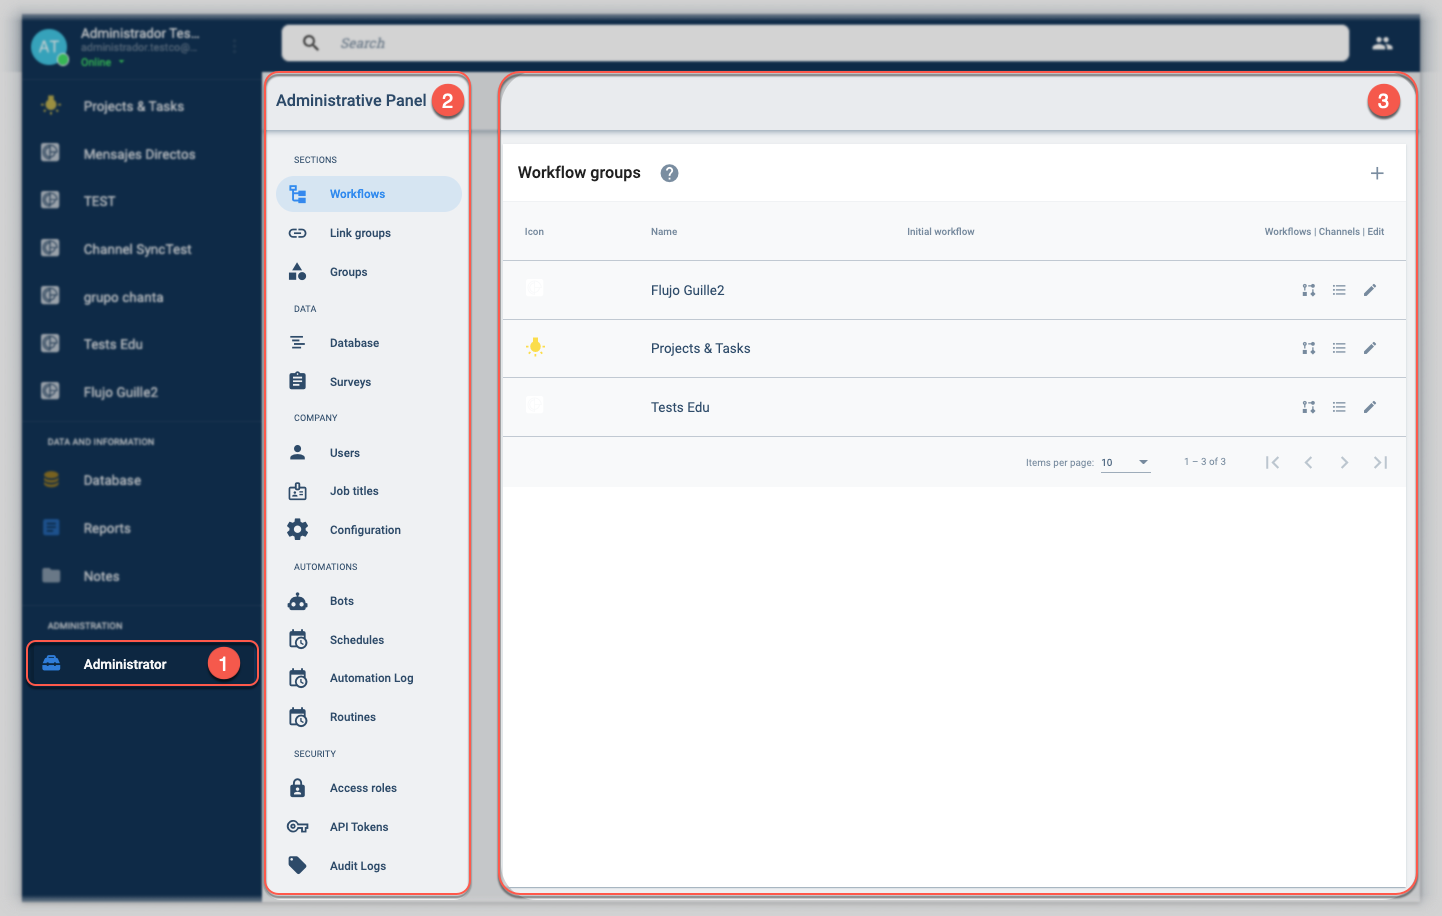 AT
Administrador Tes...
administrador.testco@...
Online
Search
Projects & Tasks
Mensajes Directos
TEST
Channel SyncTest
grupo chanta
Tests Edu
Flujo Guille2
DATA AND INFORMATION
Database
Reports
Notes
ADMINISTRATION
Administrator
1
Administrative Panel
2
SECTIONS
Workflows
Link groups
Groups
DATA
Database
Surveys
COMPANY
Users
Job titles
Configuration
AUTOMATIONS
Bots
Schedules
Automation Log
Routines
SECURITY
Access roles
API Tokens
Audit Logs
3
Workflow groups ?
Icon Name Initial workflow Workflows | Channels | Edit
Flujo Guille2
Projects & Tasks
Tests Edu
Items per page: 10 1 – 3 of 3